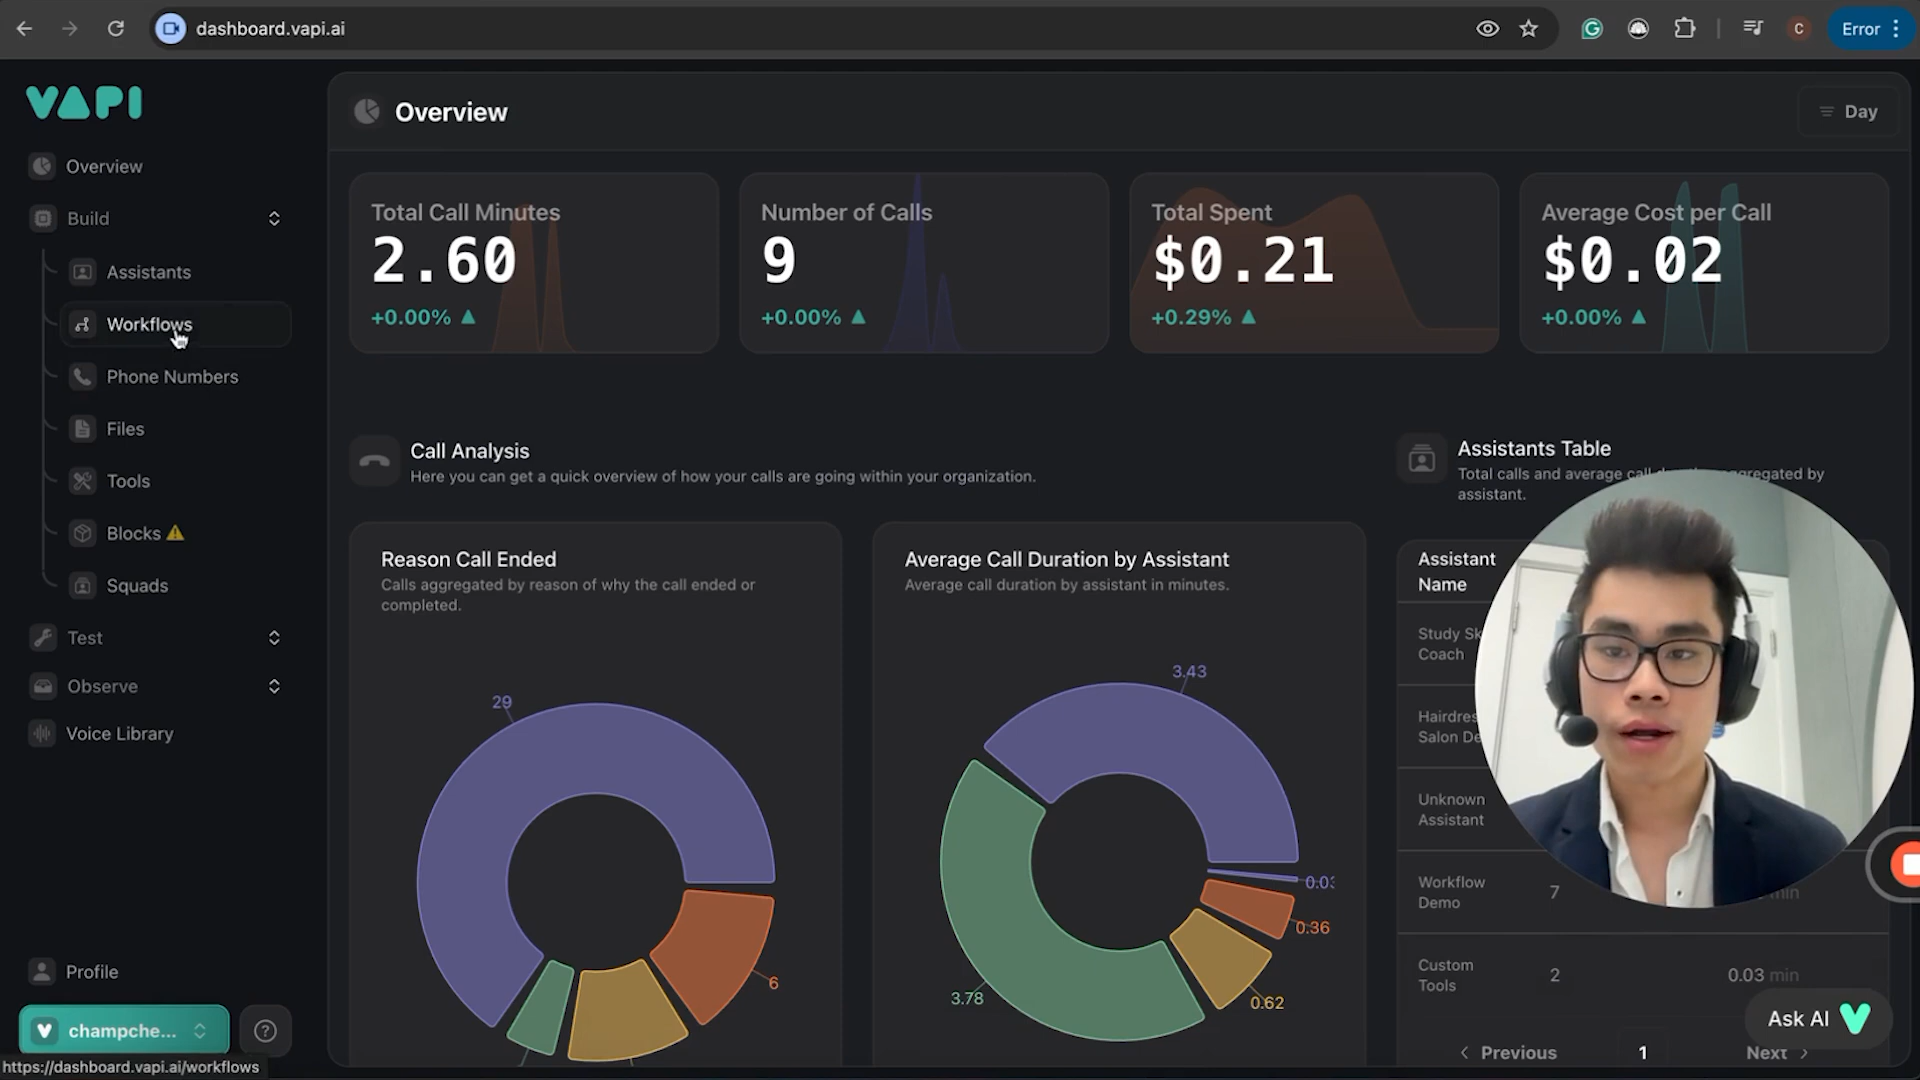 dashboard.vapi.ai
C
Error
VAPI
Overview
Build
Assistants
Workflows
Phone Numbers
Files
Tools
Blocks
Squads
Test
Observe
Voice Library
Profile
champche...
https://dashboard.vapi.ai/workflows
Overview
Day
Total Call Minutes
2.60
+0.00%
Number of Calls
9
+0.00%
Total Spent
$0.21
+0.29%
Average Cost per Call
$0.02
+0.00%
Call Analysis
Here you can get a quick overview of how your calls are going within your organization.
Reason Call Ended
Calls aggregated by reason of why the call ended or
completed.
29
6
Average Call Duration by Assistant
Average call duration by assistant in minutes.
3.43
0.36
0.62
3.78
Assistants Table
Total calls and average call by
assistant.
Assistant
Name
Study
Coach
Salon
Unknown
Assistant
Workflow
Demo
7
min
Custom
Tools
2
0.03 min
Previous
1
Next
Ask AI